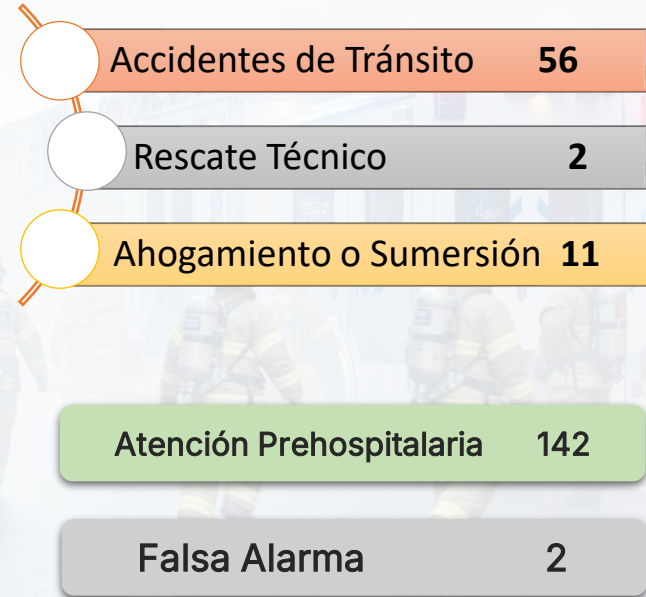 Accidentes de Tránsito 56
Rescate Técnico 2
Ahogamiento o Sumersión 11
Atención Prehospitalaria 142
Falsa Alarma 2